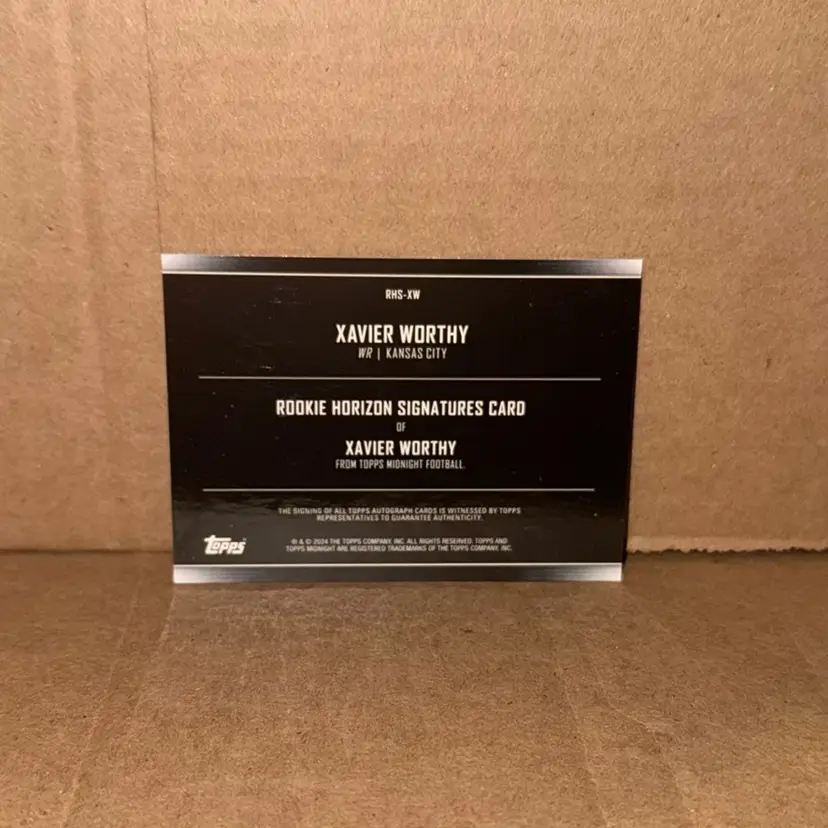 RHS-XW
XAVIER WORTHY
WR | KANSAS CITY
ROOKIE HORIZON SIGNATURES CARD
OF
XAVIER WORTHY
FROM TOPPS MIDNIGHT FOOTBALL.
THE SIGNING OF ALL TOPPS AUTOGRAPH CARDS IS WITNESSED BY TOPPS
REPRESENTATIVES TO GUARANTEE AUTHENTICITY.
topps
® & © 2024 THE TOPPS COMPANY, INC. ALL RIGHTS RESERVED. TOPPS AND
TOPPS MIDNIGHT ARE REGISTERED TRADEMARKS OF THE TOPPS COMPANY, INC.